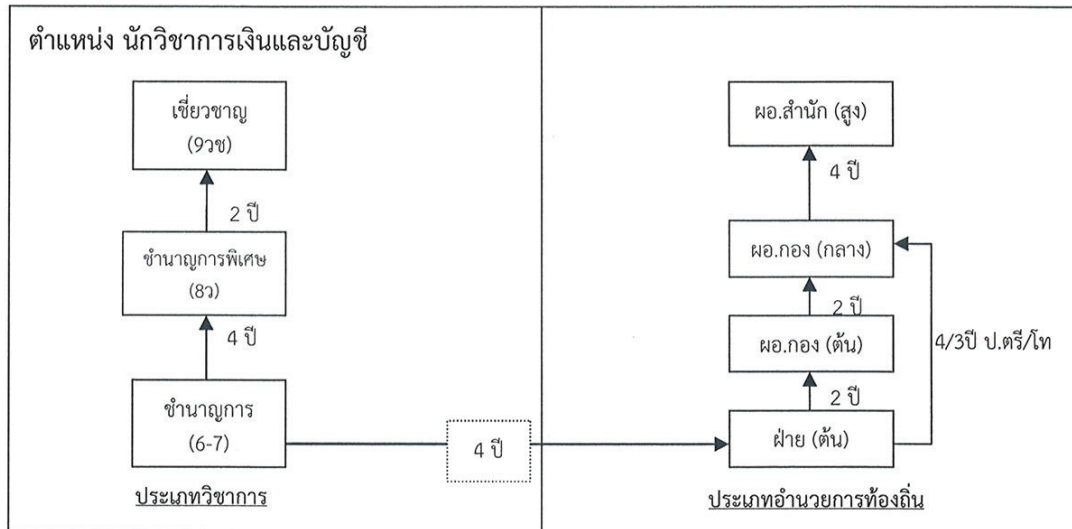 ตำแหน่ง นักวิชาการเงินและบัญชี
เชี่ยวชาญ
(9วช)
2 ปี
ชำนาญการพิเศษ
(8ว)
4 ปี
ชำนาญการ
(6-7)
ประเภทวิชาการ
4 ปี
ผอ.สำนัก (สูง)
4 ปี
ผอ.กอง (กลาง)
2 ปี
ผอ.กอง (ต้น)
4/3ปี ป.ตรี/โท
2 ปี
ฝ่าย (ต้น)
ประเภทอำนวยการท้องถิ่น